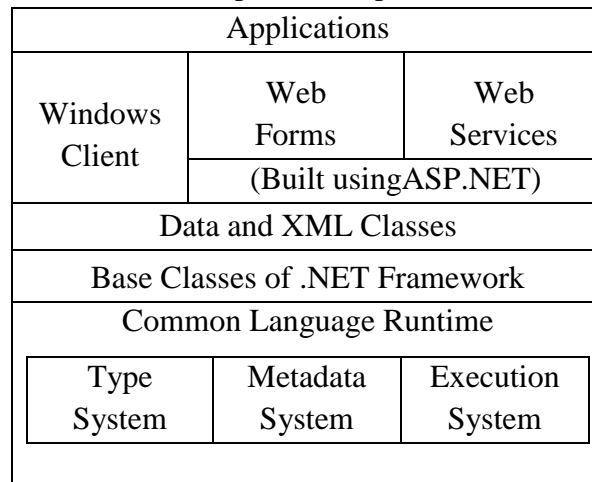 Applications
Windows
Client
Web
Forms
Web
Services
(Built usingASP.NET)
Data and XML Classes
Base Classes of .NET Framework
Common Language Runtime
Type
System
Metadata
System
Execution
System